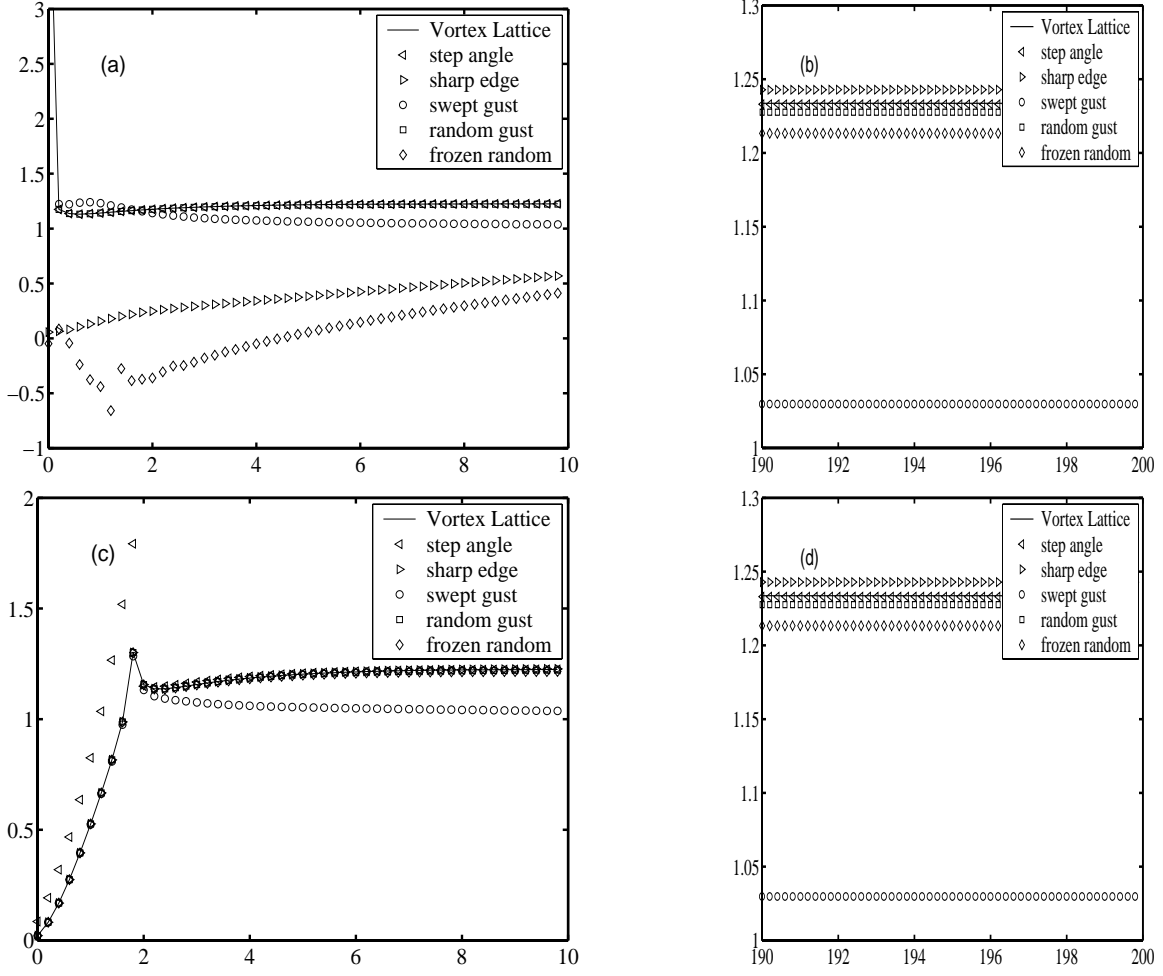 3
2.5
2
1.5
1
0.5
0
−0.5
−1
0 2 4 6 8 10
(a)
Vortex Lattice
step angle
sharp edge
swept gust
random gust
frozen random
1.3
1.25
1.2
1.15
1.1
1.05
1
190 192 194 196 198 200
(b)
Vortex Lattice
step angle
sharp edge
swept gust
random gust
frozen random
2
1.5
1
0.5
0
0 2 4 6 8 10
(c)
Vortex Lattice
step angle
sharp edge
swept gust
random gust
frozen random
1.3
1.25
1.2
1.15
1.1
1.05
1
190 192 194 196 198 200
(d)
Vortex Lattice
step angle
sharp edge
swept gust
random gust
frozen random